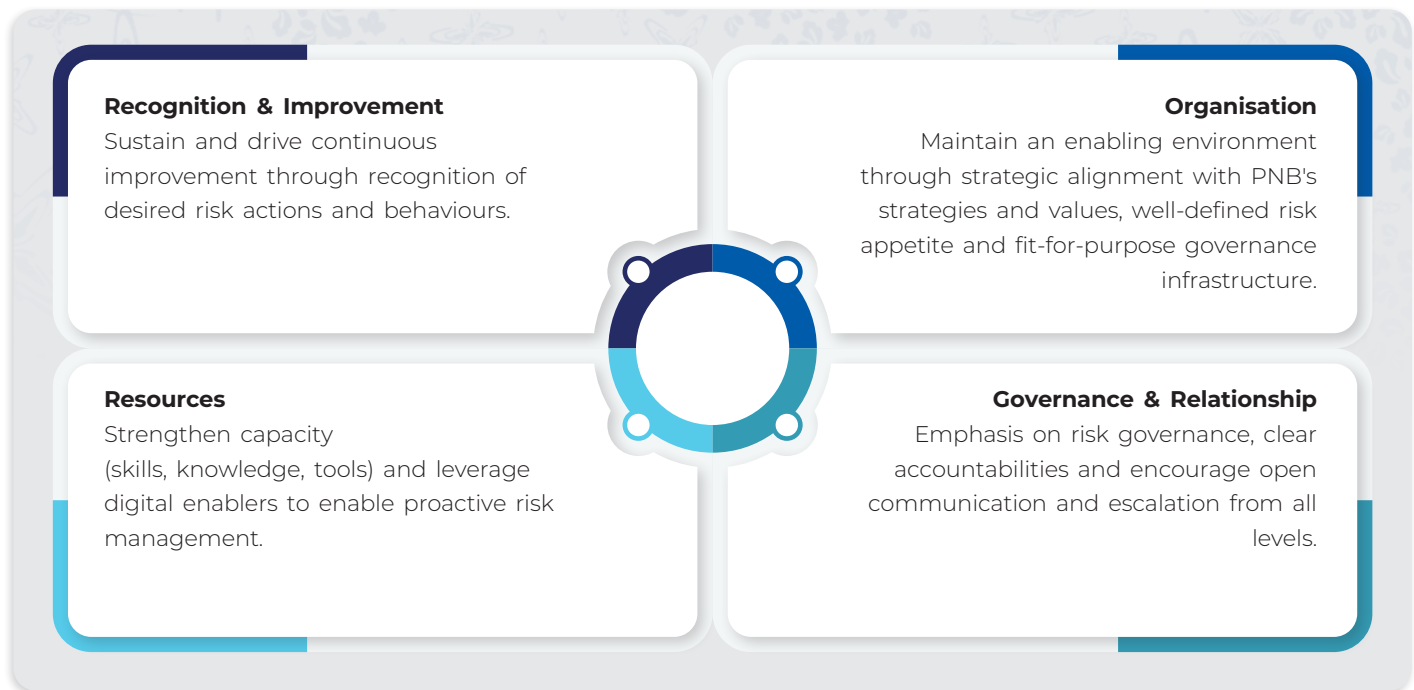 Recognition & Improvement
Sustain and drive continuous
improvement through recognition of
desired risk actions and behaviours.
Organisation
Maintain an enabling environment
through strategic alignment with PNB's
strategies and values, well-defined risk
appetite and fit-for-purpose governance
infrastructure.
Resources
Strengthen capacity
(skills, knowledge, tools) and leverage
digital enablers to enable proactive risk
management.
Governance & Relationship
Emphasis on risk governance, clear
accountabilities and encourage open
communication and escalation from all
levels.